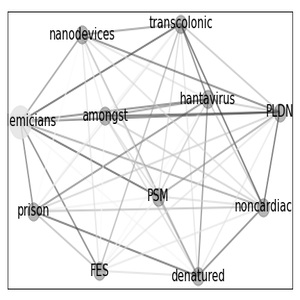 transcolonic
nanodevices
hantavirus
PLDN
amongst
emicians
PSM
noncardiac
prison
FES
denatured